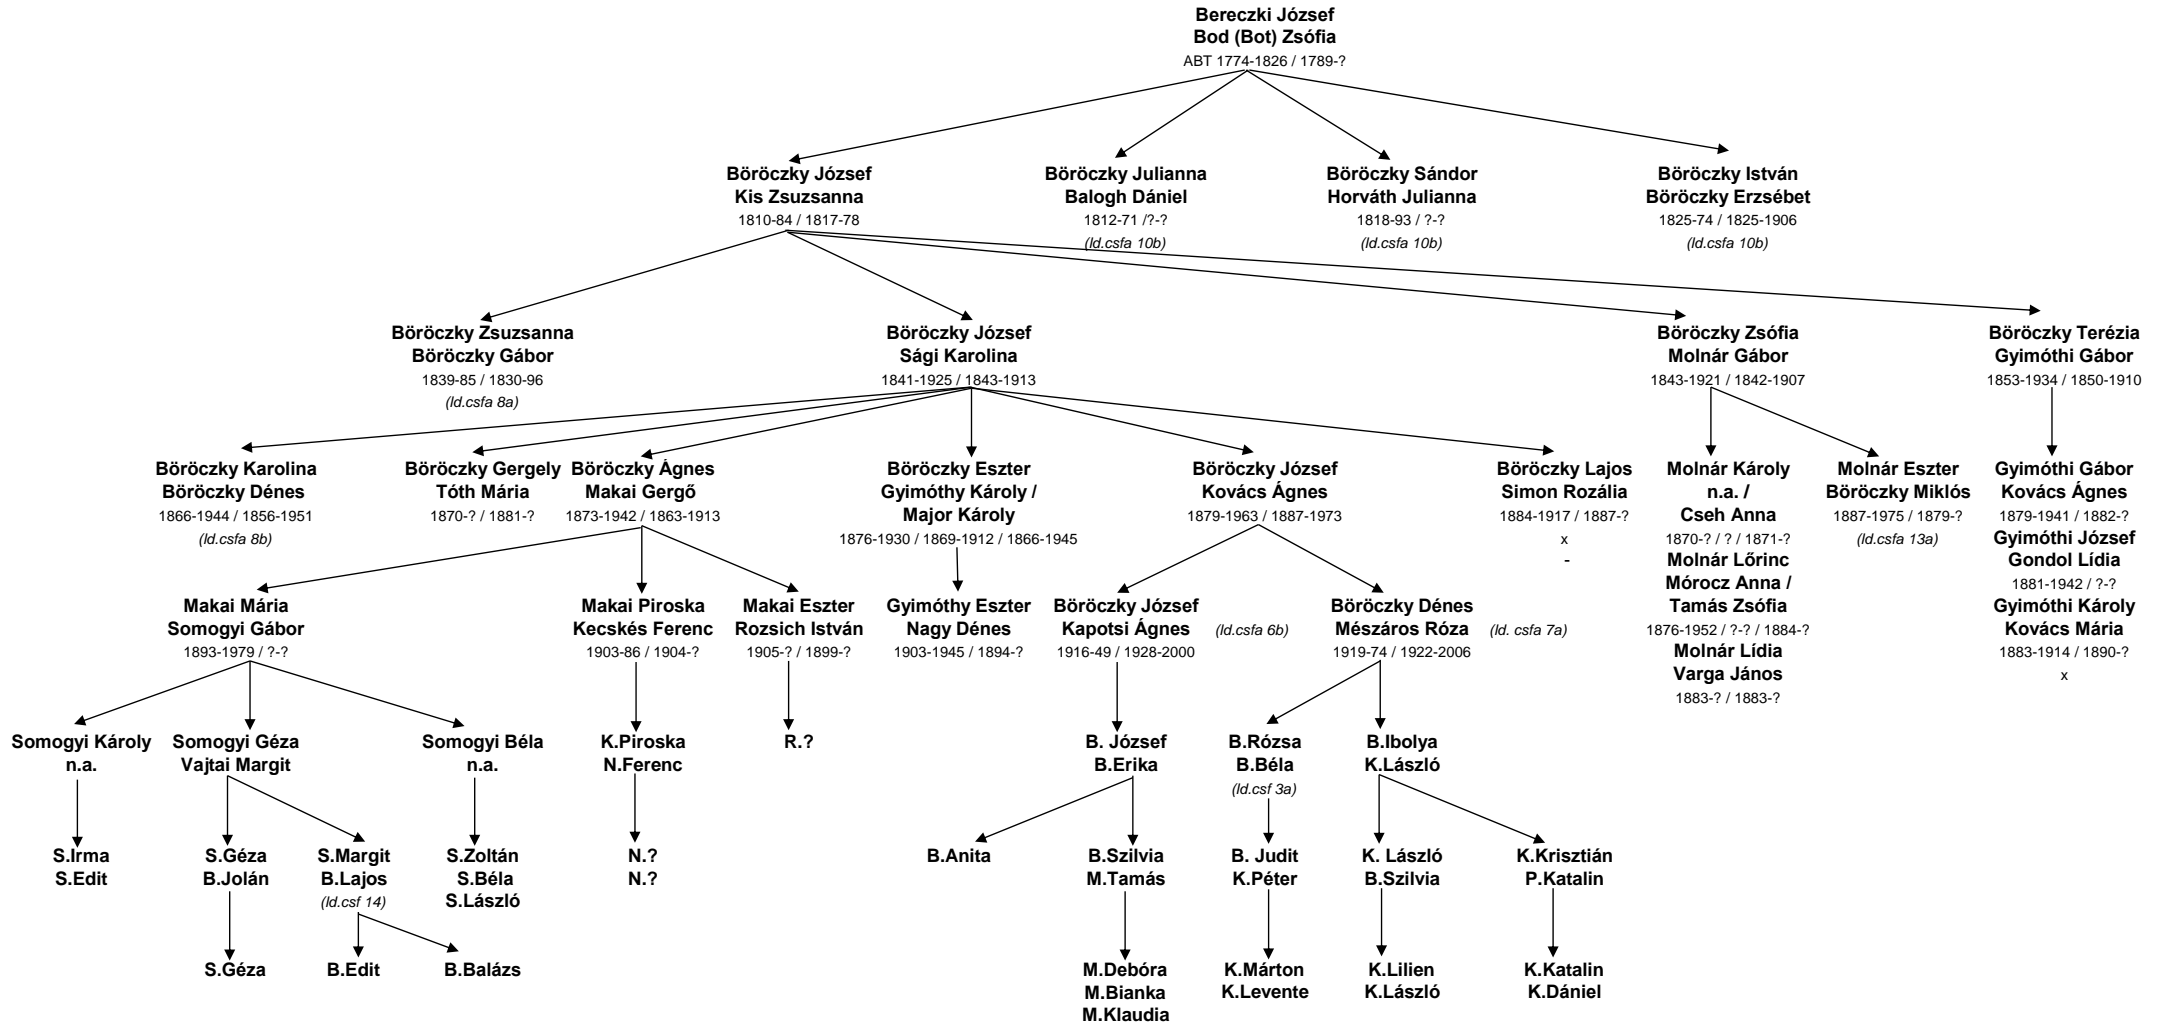 Bereczki József
Bod (Bot) Zsófia
ABT 1774-1826 / 1789-?
Böröczky József
Kis Zsuzsanna
1810-84 / 1817-78
Böröczky Julianna
Balogh Dániel
1812-71 /?-?
(ld.csfa 10b)
Böröczky Sándor
Horváth Julianna
1818-93 / ?-?
(ld.csfa 10b)
Böröczky István
Böröczky Erzsébet
1825-74 / 1825-1906
(ld.csfa 10b)
Böröczky Zsuzsanna
Böröczky Gábor
1839-85 / 1830-96
(ld.csfa 8a)
Böröczky József
Sági Karolina
1841-1925 / 1843-1913
Böröczky Zsófia
Molnár Gábor
1843-1921 / 1842-1907
Böröczky Terézia
Gyimóthi Gábor
1853-1934 / 1850-1910
Böröczky Karolina
Böröczky Dénes
1866-1944 / 1856-1951
(ld.csfa 8b)
Böröczky Gergely
Tóth Mária
1870-? / 1881-?
Böröczky Ágnes
Makai Gergő
1873-1942 / 1863-1913
Böröczky Eszter
Gyimóthy Károly /
Major Károly
1876-1930 / 1869-1912 / 1866-1945
Böröczky József
Kovács Ágnes
1879-1963 / 1887-1973
Böröczky Lajos
Simon Rozália
1884-1917 / 1887-?
x
-
Molnár Károly
n.a. /
Cseh Anna
1870-? / ? / 1871-?
Molnár Lőrinc
Mórocz Anna /
Tamás Zsófia
1876-1952 / ?-? / 1884-?
Molnár Lídia
Varga János
1883-? / 1883-?
Molnár Eszter
Böröczky Miklós
1887-1975 / 1879-?
(ld.csfa 13a)
Gyimóthi Gábor
Kovács Ágnes
1879-1941 / 1882-?
Gyimóthi József
Gondol Lídia
1881-1942 / ?-?
Gyimóthi Károly
Kovács Mária
1883-1914 / 1890-?
x
Makai Mária
Somogyi Gábor
1893-1979 / ?-?
Makai Piroska
Kecskés Ferenc
1903-86 / 1904-?
Makai Eszter
Rozsich István
1905-? / 1899-?
Gyimóthy Eszter
Nagy Dénes
1903-1945 / 1894-?
Böröczky József
Kapotsi Ágnes
1916-49 / 1928-2000
(ld.csfa 6b)
Böröczky Dénes
Mészáros Róza
1919-74 / 1922-2006
(ld. csfa 7a)
Somogyi Károly
n.a.
Somogyi Géza
Vajtai Margit
Somogyi Béla
n.a.
K.Piroska
N.Ferenc
R.?
B. József
B.Erika
B.Rózsa
B.Béla
(ld.csf 3a)
B.Ibolya
K.László
S.Irma
S.Edit
S.Géza
B.Jolán
S.Margit
B.Lajos
(ld.csf 14)
S.Zoltán
S.Béla
S.László
N.?
N.?
B.Anita
B.Szilvia
M.Tamás
B. Judit
K.Péter
K. László
B.Szilvia
K.Krisztián
P.Katalin
S.Géza
B.Edit
B.Balázs
M.Debóra
M.Bianka
M.Klaudia
K.Márton
K.Levente
K.Lilien
K.László
K.Katalin
K.Dániel